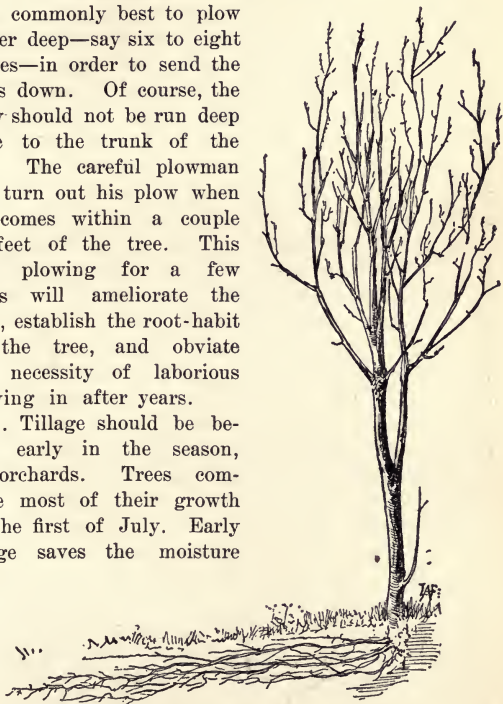 commonly best to plow
er deep—say six to eight
es—in order to send the
s down. Of course, the
should not be run deep
e to the trunk of the
The careful plowman
turn out his plow when
comes within a couple
feet of the tree. This
plowing for a few
s will ameliorate the
, establish the root-habit
the tree, and obviate
necessity of laborious
ing in after years.
. Tillage should be be-
early in the season,
orchards. Trees com-
e most of their growth
he first of July. Early
ge saves the moisture